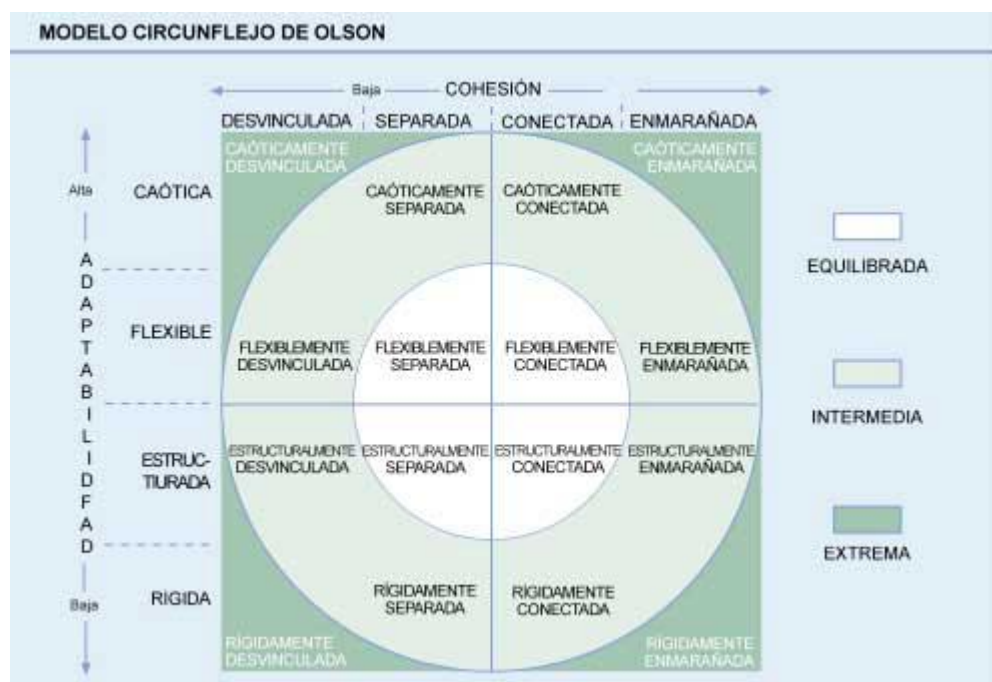 MODELO CIRCUNFLEJO DE OLSON
Baja COHESIÓN
DESVINCULADA SEPARADA CONECTADA ENMARAÑADA
CAÓTICAMENTE
DESVINCULADA
CAÓTICAMENTE
ENMARAÑADA
Alta
CAÓTICA
CAÓTICAMENTE
SEPARADA
CAÓTICAMENTE
CONECTADA
EQUILIBRADA
ADAPTABILIDFAD
FLEXIBLE
FLEXIBLEMENTE
DESVINCULADA
FLEXIBLEMENTE
SEPARADA
FLEXIBLEMENTE
CONECTADA
FLEXIBLEMENTE
ENMARAÑADA
INTERMEDIA
ESTRUC-
TIURADA
ESTRUCTURALMENTE
DESVINCULADA
ESTRUCTURALMENTE
SEPARADA
ESTRUCTURALMENTE
CONECTADA
ESTRUCTURALMENTE
ENMARAÑADA
EXTREMA
Baja
RIGIDA
RÍGIDAMENTE
SEPARADA
RÍGIDAMENTE
CONECTADA
RÍGIDAMENTE
DESVINCULADA
RÍGIDAMENTE
ENMARAÑADA